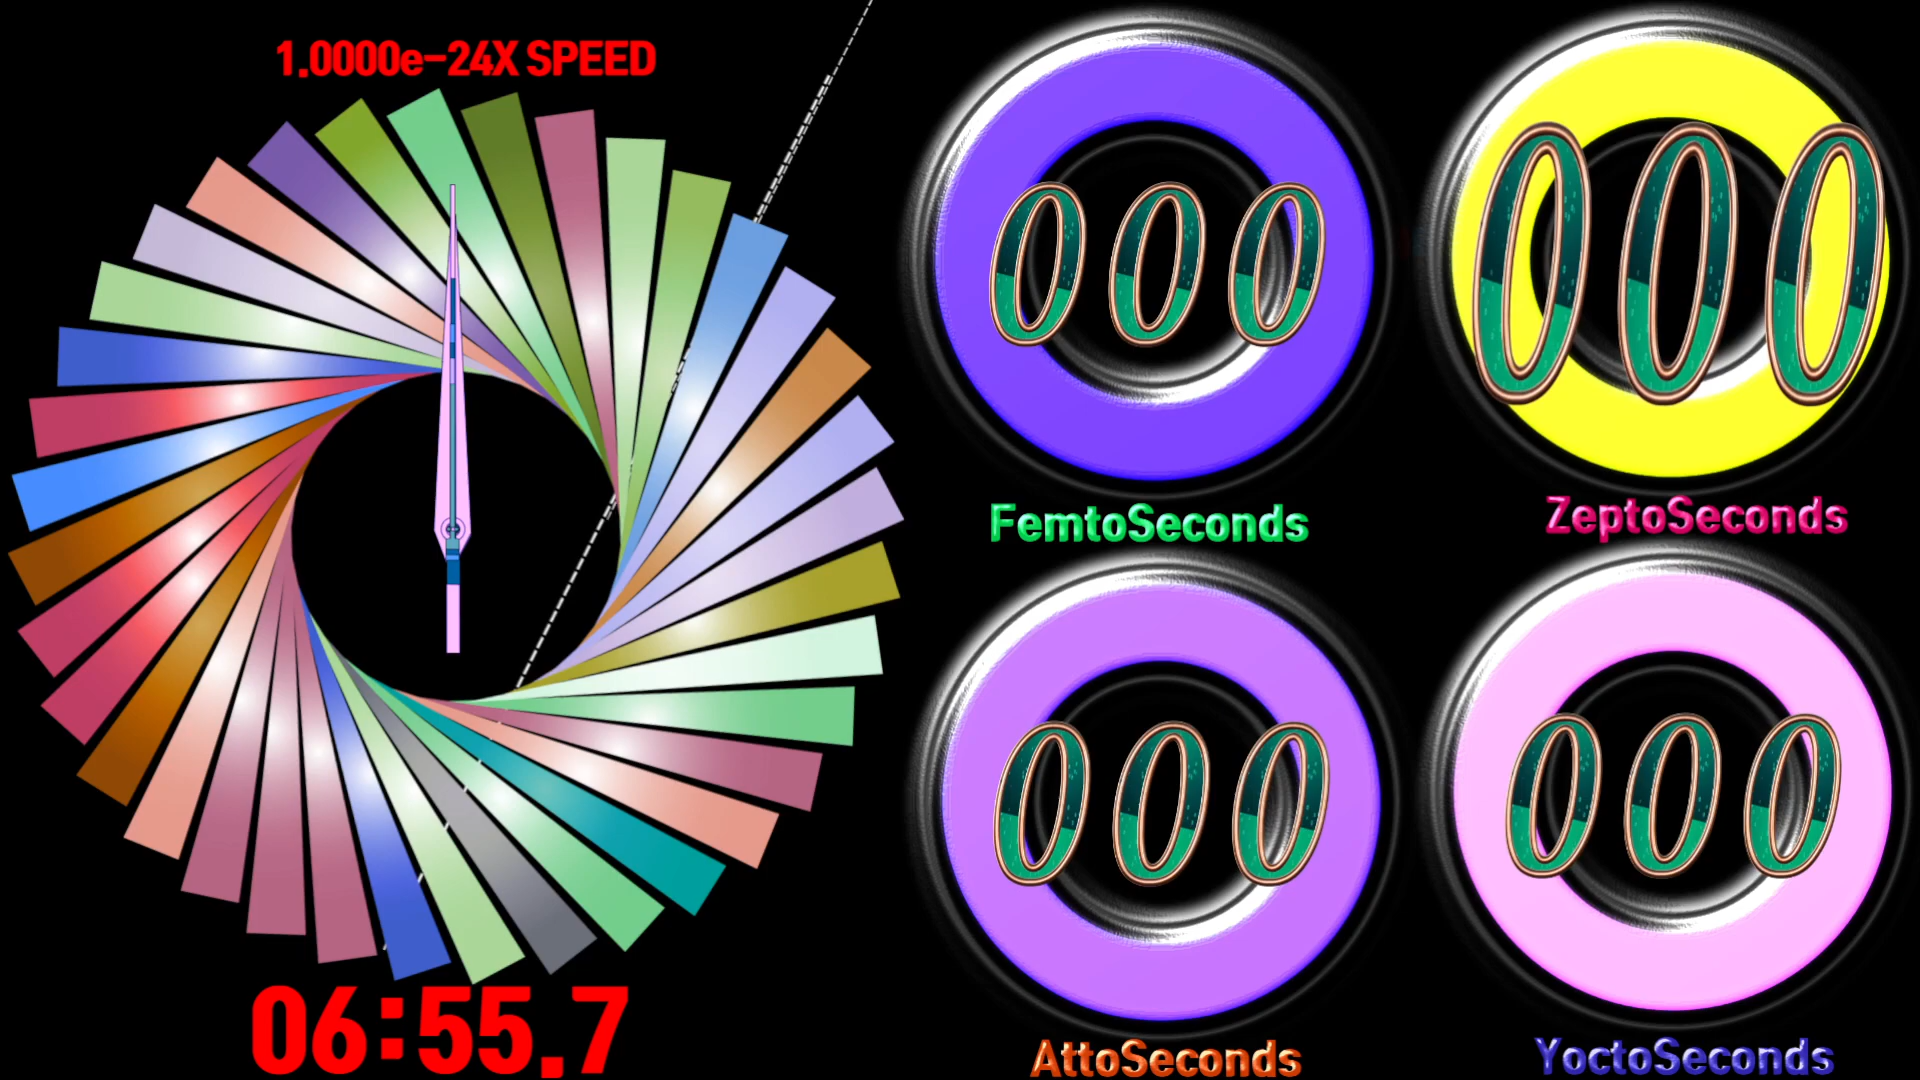 1.0000e-24X SPEED
06:55.7
000
FemtoSeconds
000
ZeptoSeconds
000
AttoSeconds
000
YoctoSeconds